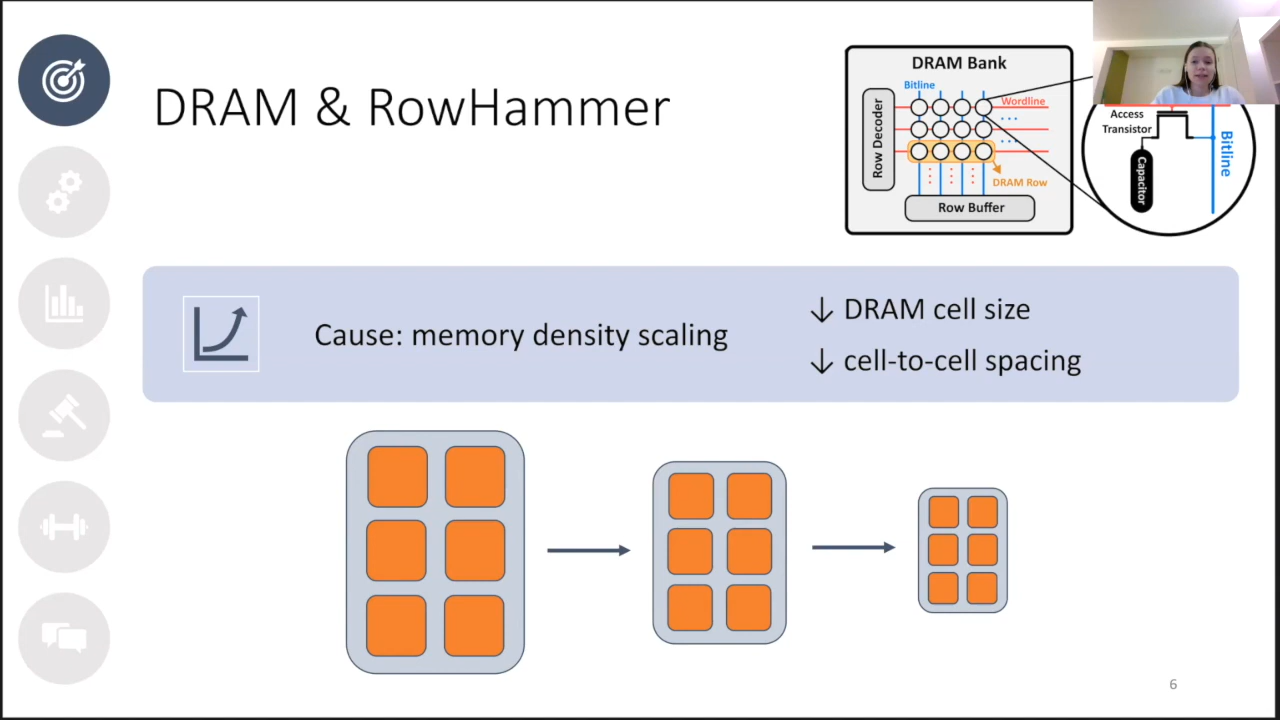 DRAM & RowHammer
DRAM Bank
Bitline
Wordline
Row Decoder
DRAM Row
Row Buffer
Access
Transistor
Capacitor
Bitline
Cause: memory density scaling
↓ DRAM cell size
↓ cell-to-cell spacing
6